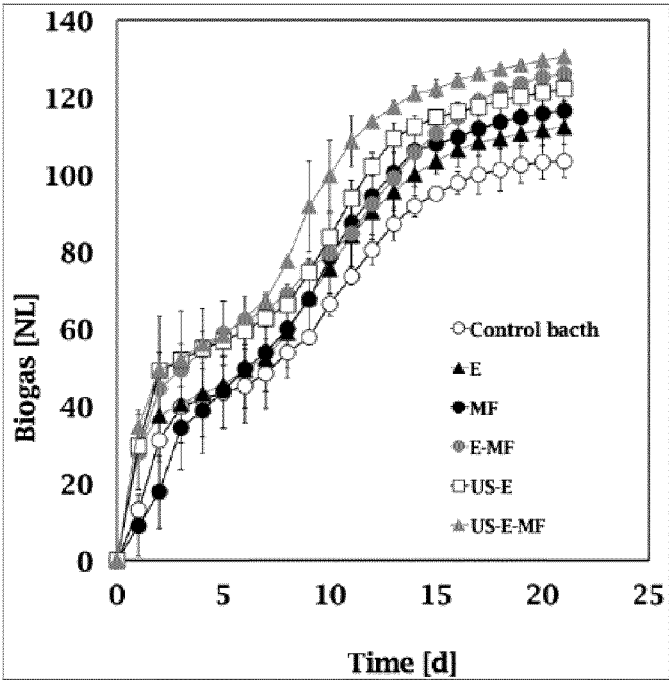 140
120
100
80
60
40
20
0
Biogas [NL]
Control bacth
E
MF
E-MF
US-E
US-E-MF
0 5 10 15 20 25
Time [d]